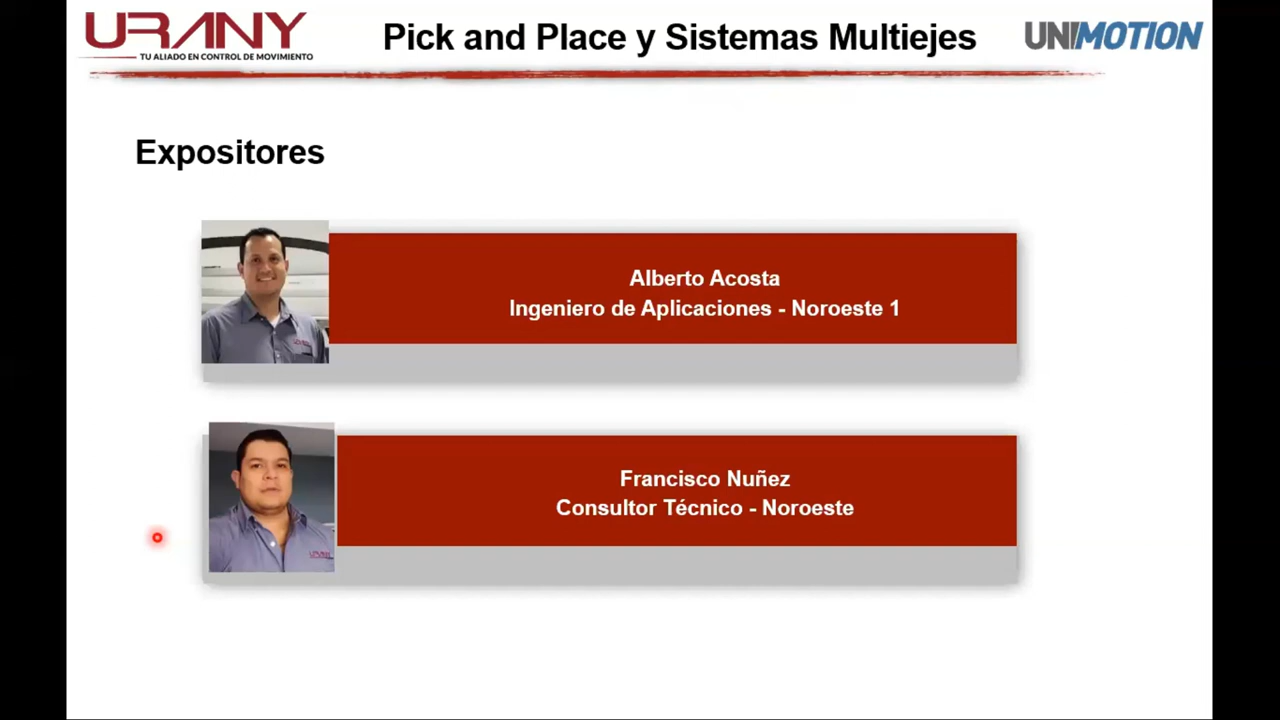 URANY
TU ALIADO EN CONTROL DE MOVIMIENTO
Pick and Place y Sistemas Multiejes
UNIMOTION
Expositores
Alberto Acosta
Ingeniero de Aplicaciones - Noroeste 1
Francisco Nuñez
Consultor Técnico - Noroeste